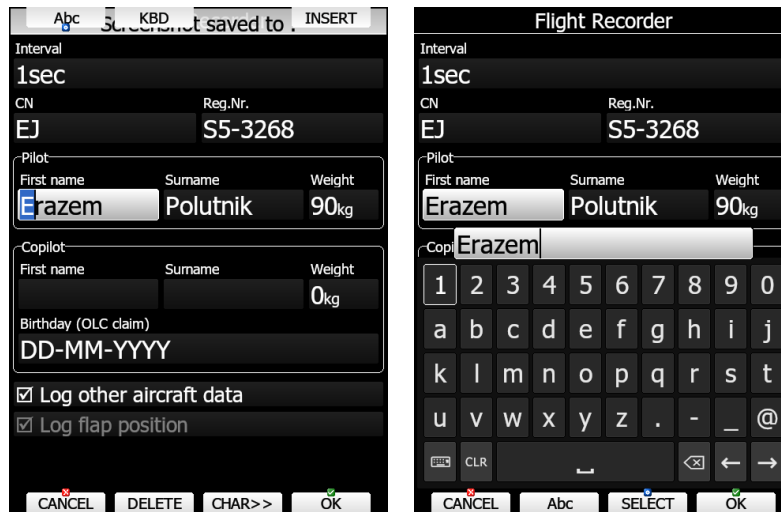 Abc KBD INSERT
Screenshot saved to .
Interval
1sec
CN Reg.Nr.
EJ S5-3268
Pilot
First name Surname Weight
Erazem Polutnik 90kg
Copilot
First name Surname Weight
0kg
Birthday (OLC claim)
DD-MM-YYYY
Log other aircraft data
Log flap position
CANCEL DELETE CHAR>> OK
Flight Recorder
Interval
1sec
CN Reg.Nr.
EJ S5-3268
Pilot
First name Surname Weight
Erazem Polutnik 90kg
Copi
Erazem
1 2 3 4 5 6 7 8 9 0
a b c d e f g h i j
k l m n o p q r s t
u v w x y z . - _ @
CLR ← →
CANCEL Abc SELECT OK